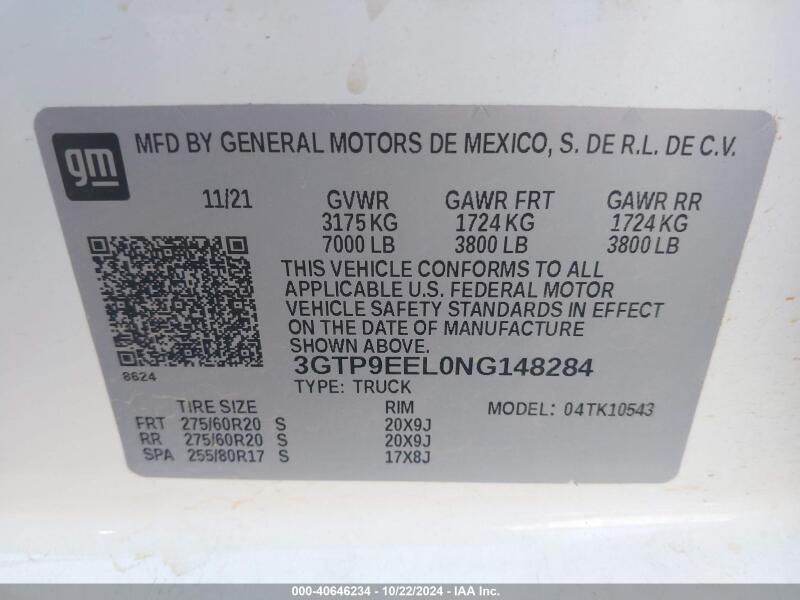 gm
MFD BY GENERAL MOTORS DE MEXICO, S. DE R.L. DE C.V.
11/21 GVWR GAWR FRT GAWR RR
3175 KG 1724 KG 1724 KG
7000 LB 3800 LB 3800 LB
THIS VEHICLE CONFORMS TO ALL
APPLICABLE U.S. FEDERAL MOTOR
VEHICLE SAFETY STANDARDS IN EFFECT
ON THE DATE OF MANUFACTURE
SHOWN ABOVE.
3GTP9EEL0NG148284
8624
TYPE: TRUCK
TIRE SIZE RIM MODEL: 04TK10543
FRT 275/60R20 S 20X9J
RR 275/60R20 S 20X9J
SPA 255/80R17 S 17X8J
000-40646234 - 10/22/2024 - IAA Inc.